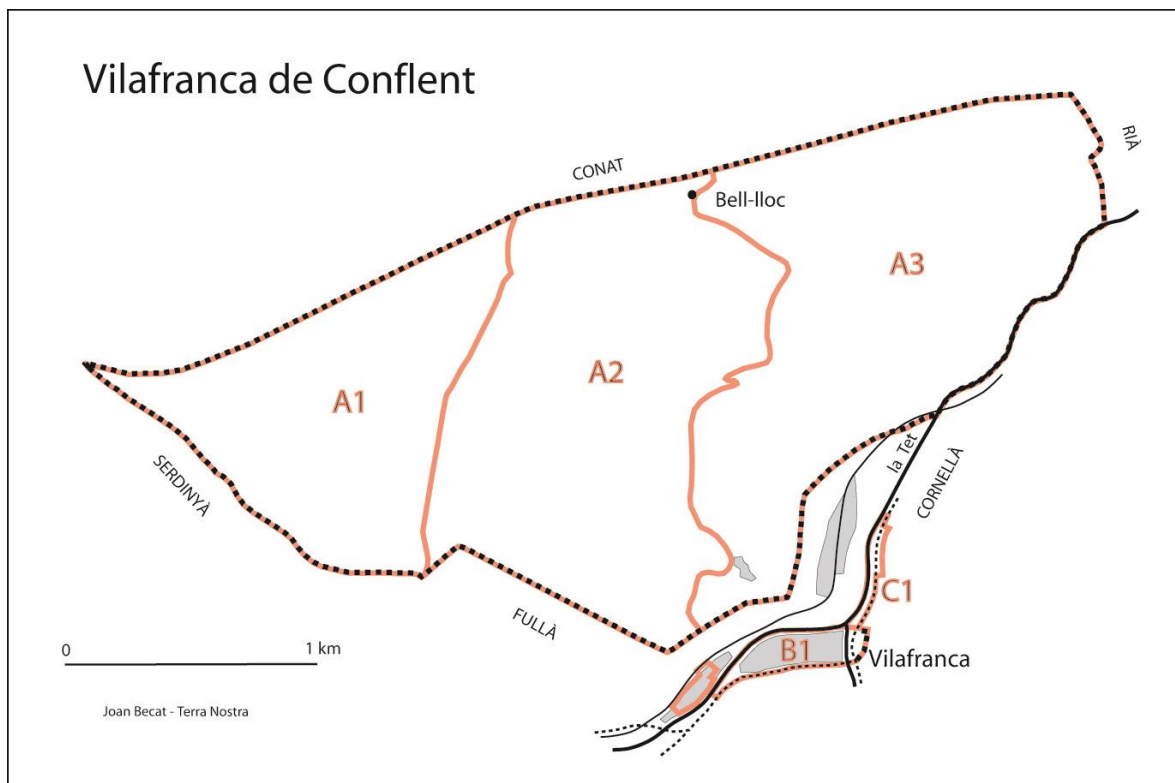 Vilafranca de Conflent
RIÀ
CONAT
Bell-lloc
A3
A2
A1
la Tet
SERDINYÀ
CORNELLÀ
C1
FULLÀ
0 1 km
B1
Vilafranca
Joan Becat - Terra Nostra